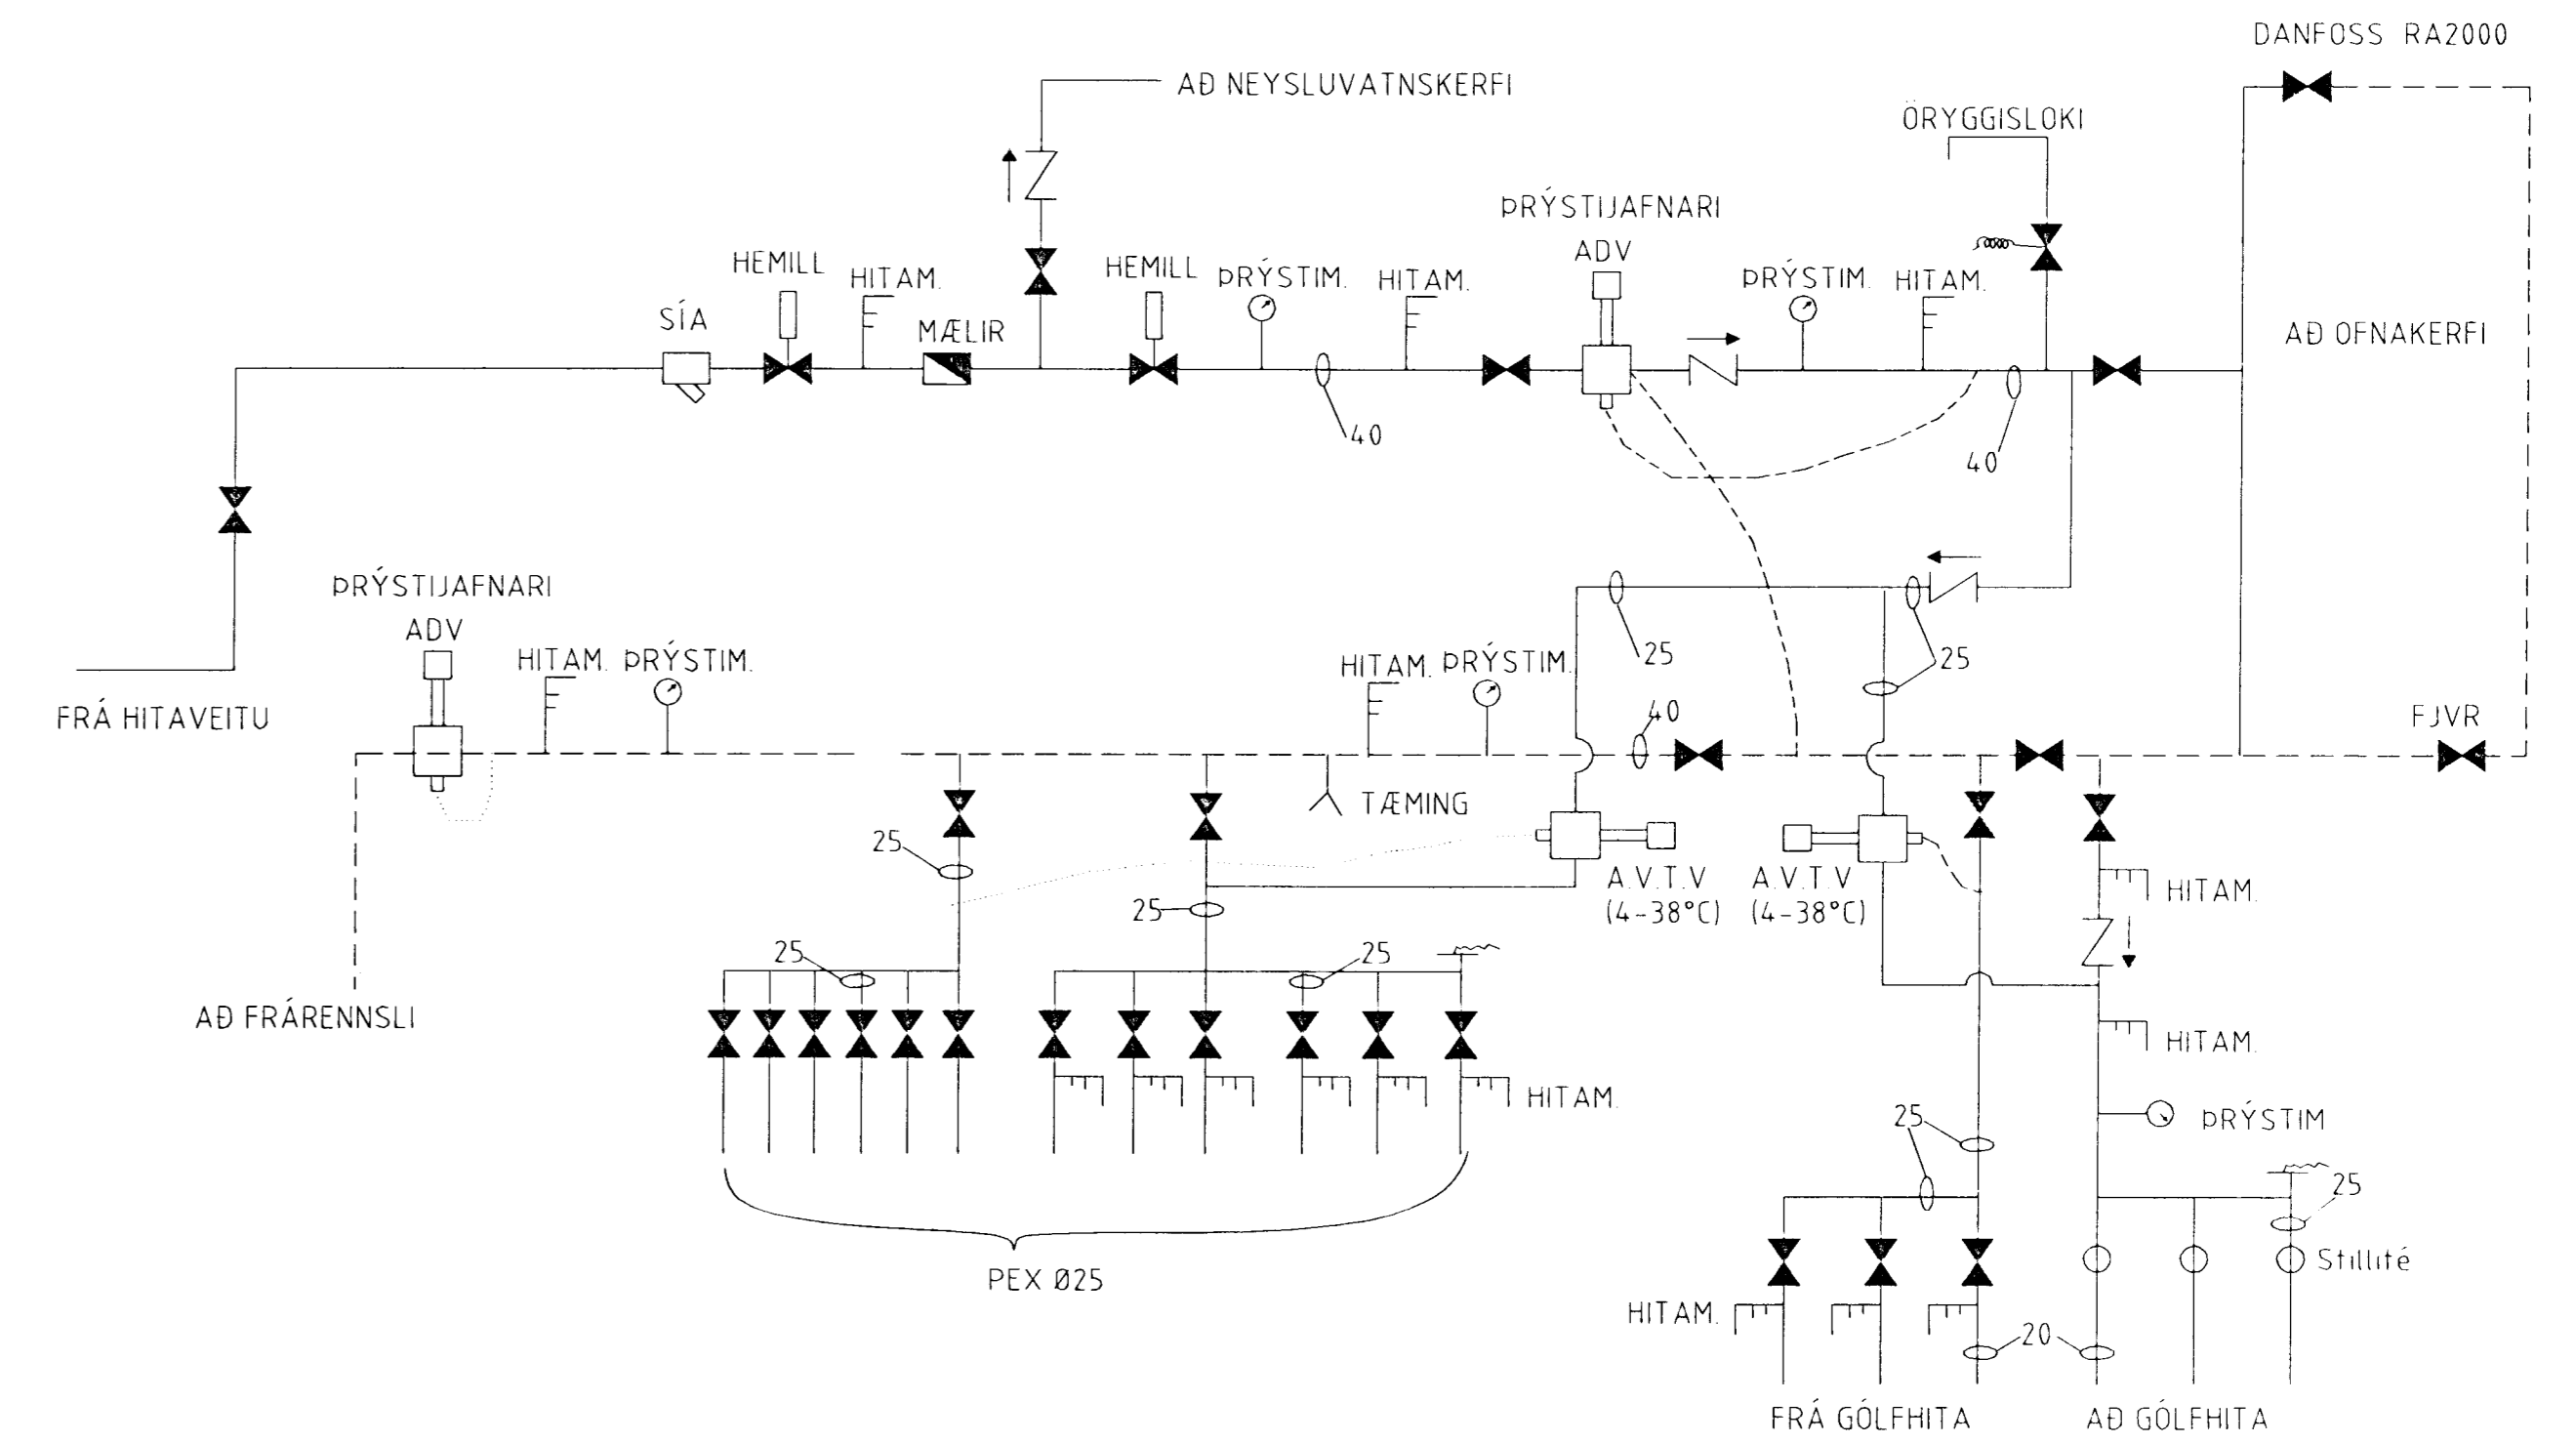 DANFOSS RA2000
AÐ NEYSLUVATNSKERFI
ÖRYGGISLOKI
ÞRÝSTIJAFNARI
ADV
HEMILL
HITAM.
HEMILL
ÞRÝSTIM.
HITAM.
ÞRÝSTIM.
HITAM.
SÍA
MÆLIR
AÐ OFNAKERFI
40
40
ÞRÝSTIJAFNARI
ADV
HITAM.
ÞRÝSTIM.
HITAM.
ÞRÝSTIM.
25
25
FRÁ HITAVEITU
40
FJVR
TÆMING
25
A.V.T.V
(4-38°C)
A.V.T.V
(4-38°C)
HITAM.
25
25
25
AÐ FRÁRENNSLI
HITAM.
HITAM.
25
ÞRÝSTIM
25
PEX Ø25
Stillité
HITAM.
20
FRÁ GÓLFHITA
AÐ GÓLFHITA